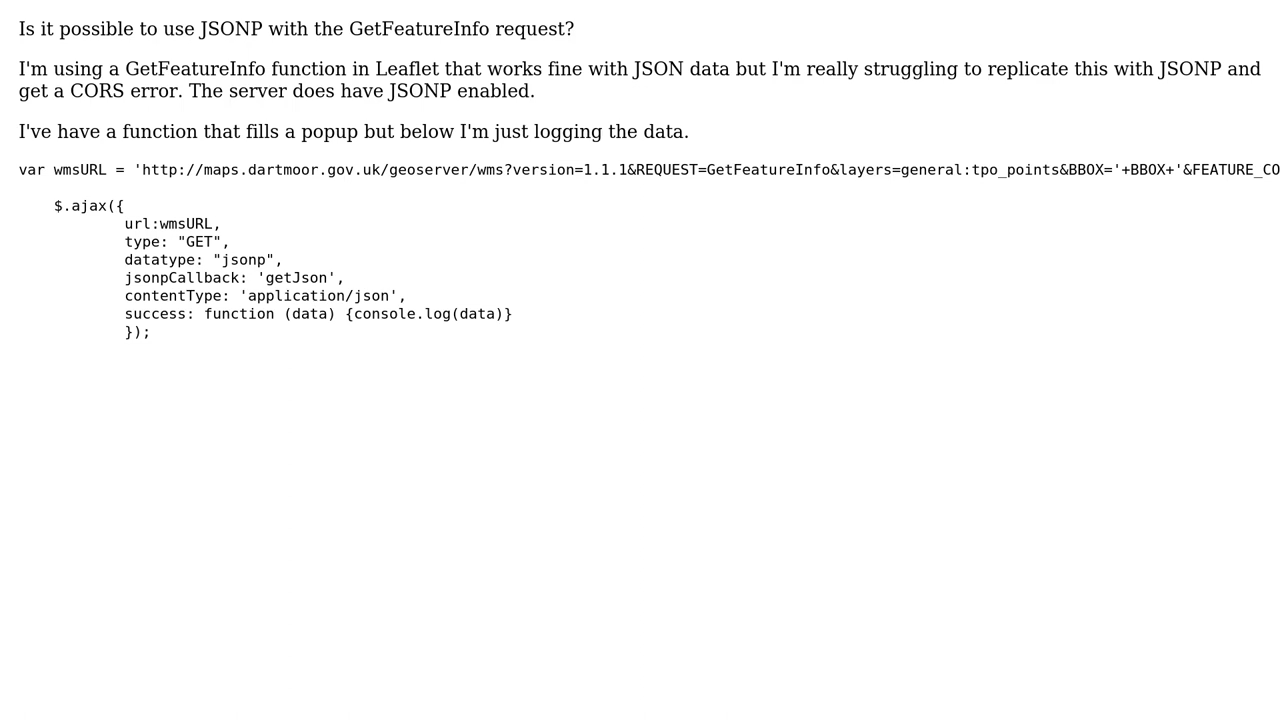 Is it possible to use JSONP with the GetFeatureInfo request?
I'm using a GetFeatureInfo function in Leaflet that works fine with JSON data but I'm really struggling to replicate this with JSONP and
get a CORS error. The server does have JSONP enabled.
I've have a function that fills a popup but below I'm just logging the data.
var wmsURL = 'http://maps.dartmoor.gov.uk/geoserver/wms?version=1.1.1&REQUEST=GetFeatureInfo&layers=general:tpo_points&BBOX='+BBOX+'&FEATURE_CO
    $.ajax({
            url:wmsURL,
            type: "GET",
            datatype: "jsonp",
            jsonpCallback: 'getJson',
            contentType: 'application/json',
            success: function (data) {console.log(data)}
            });